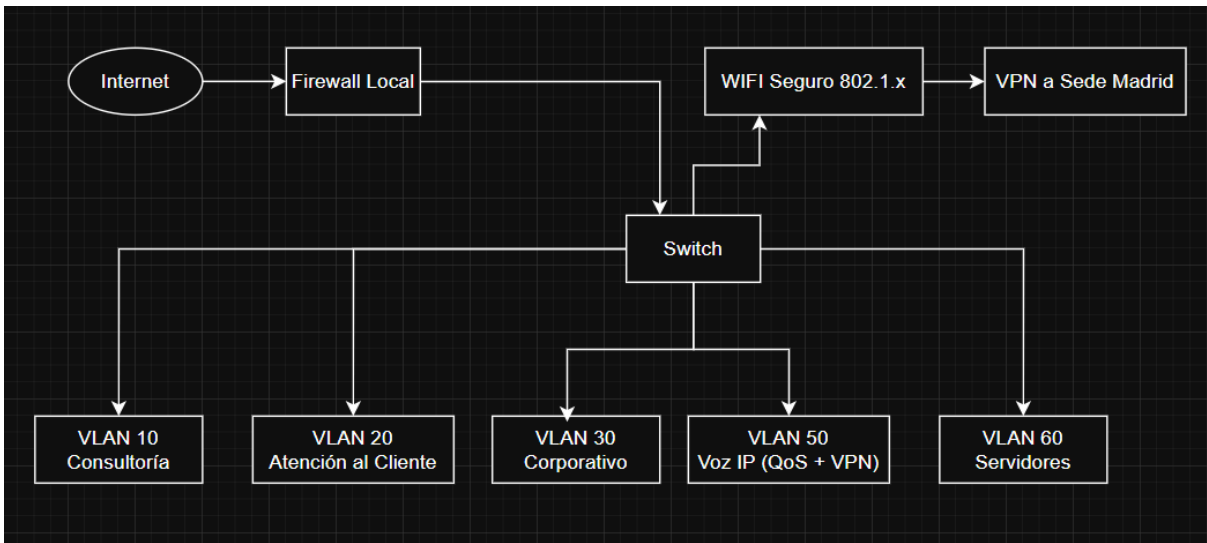 Internet
Firewall Local
WIFI Seguro 802.1.x
VPN a Sede Madrid
Switch
VLAN 10
Consultoría
VLAN 20
Atención al Cliente
VLAN 30
Corporativo
VLAN 50
Voz IP (QoS + VPN)
VLAN 60
Servidores